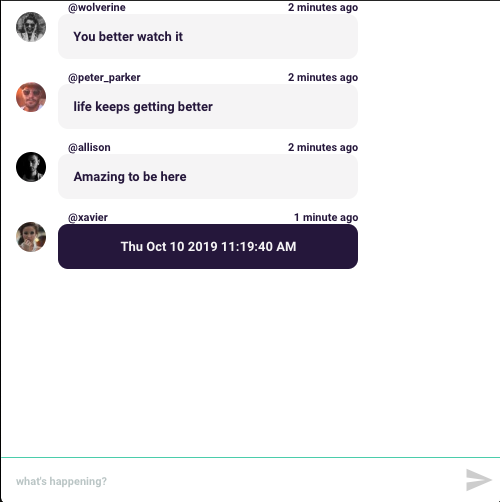 @wolverine 2 minutes ago
You better watch it
@peter_parker 2 minutes ago
life keeps getting better
@allison 2 minutes ago
Amazing to be here
@xavier 1 minute ago
Thu Oct 10 2019 11:19:40 AM
what's happening?